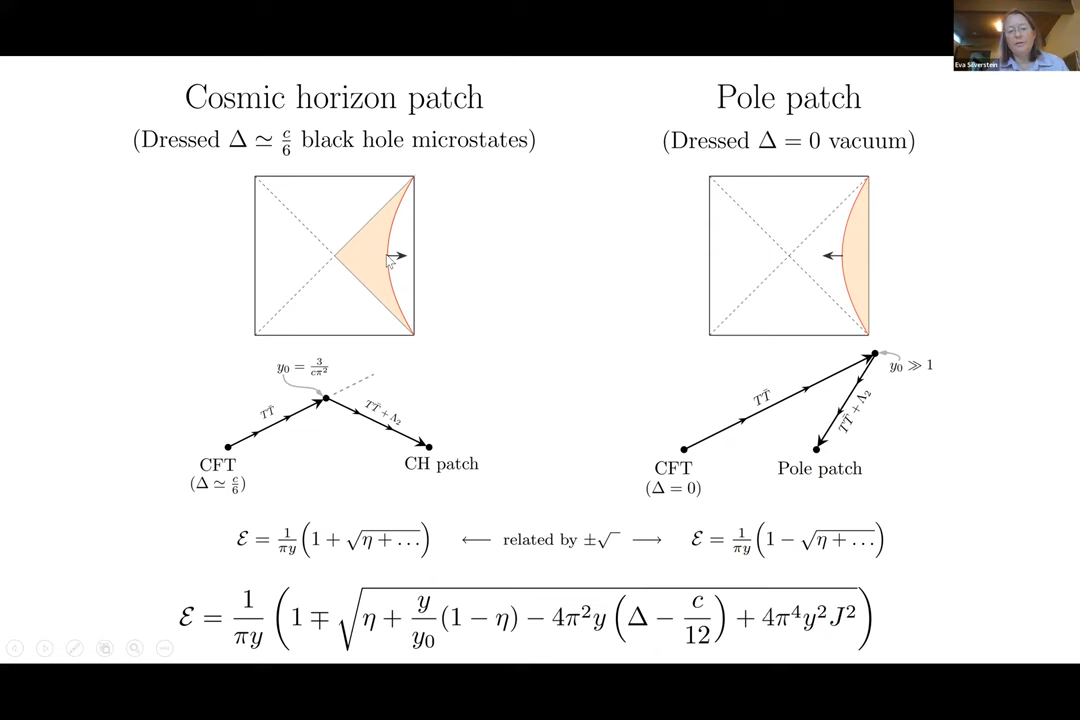 Eva Silverstein
Cosmic horizon patch
(Dressed Δ ≃ c/6 black hole microstates)
Pole patch
(Dressed Δ = 0 vacuum)
y₀ = 3/(cπ²)
TT̄
TT̄ + Λ₂
CFT
(Δ ≃ c/6)
CH patch
y₀ ≫ 1
TT̄
TT̄ + Λ₂
CFT
(Δ = 0)
Pole patch
ℰ = 1/(πy) (1 + √(η + …))
⟵ related by ±√ ⟶
ℰ = 1/(πy) (1 − √(η + …))
ℰ = 1/(πy) (1 ∓ √(η + y/y₀ (1 − η) − 4π²y (Δ − c/12) + 4π⁴y²J²))